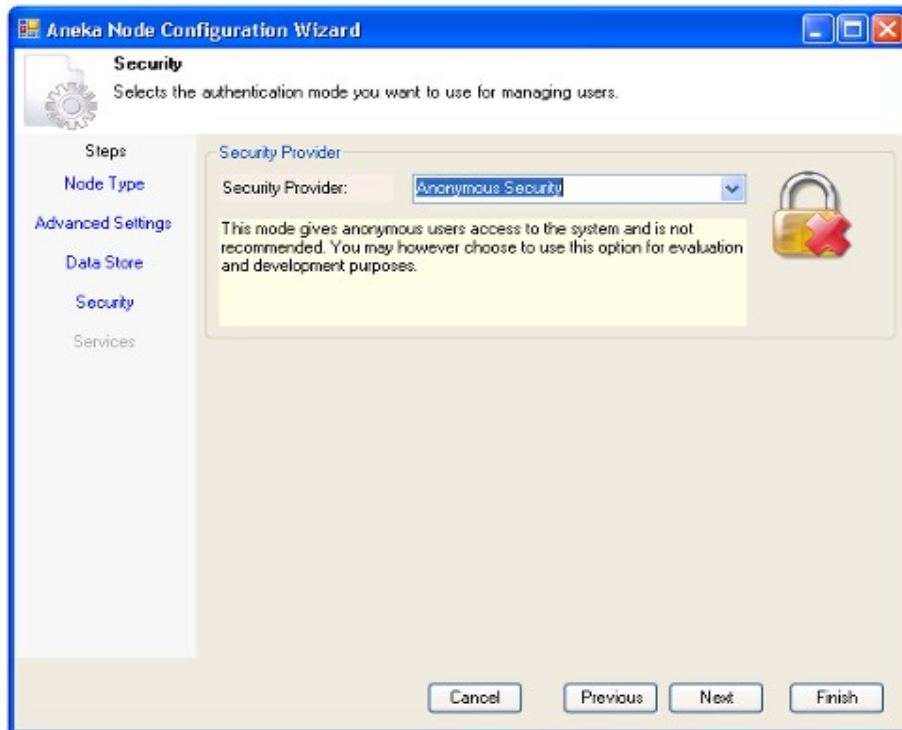 Aneka Node Configuration Wizard
Security
Selects the authentication mode you want to use for managing users.
Steps
Node Type
Advanced Settings
Data Store
Security
Services
Security Provider
Security Provider:
Anonymous Security
This mode gives anonymous users access to the system and is not
recommended. You may however choose to use this option for evaluation
and development purposes.
Cancel
Previous
Next
Finish